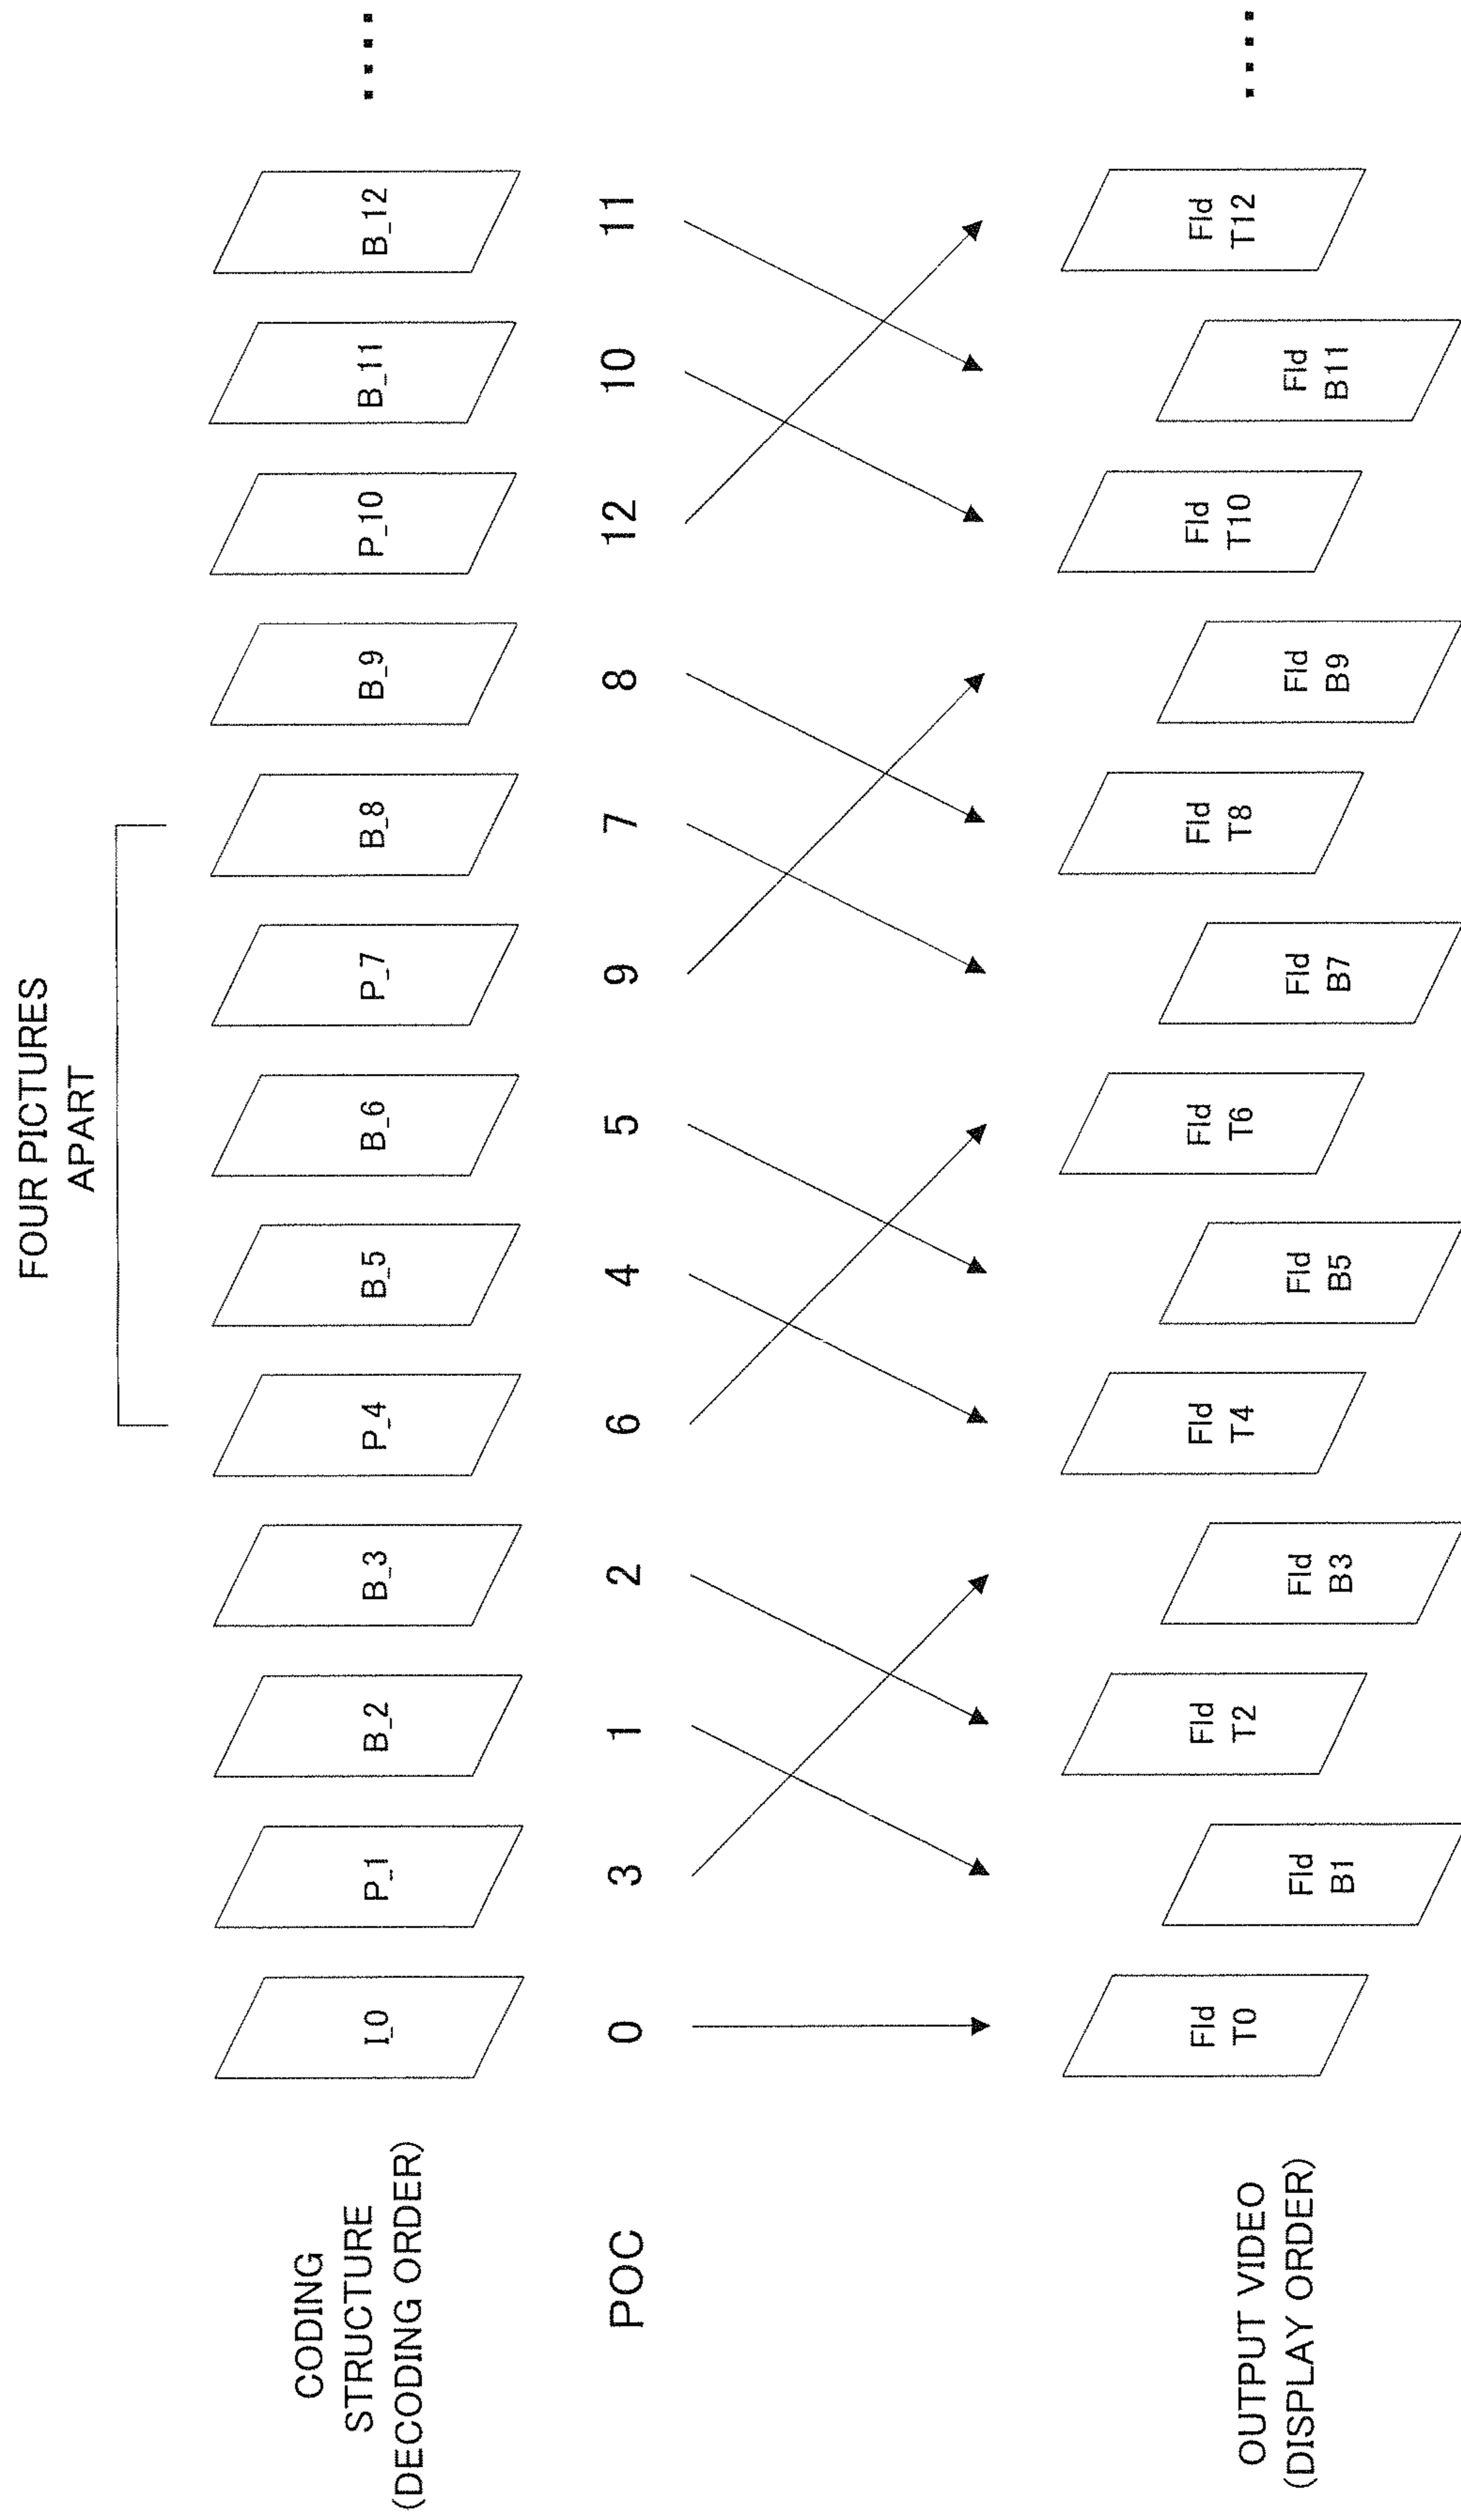 FOUR PICTURES
APART
CODING
STRUCTURE
(DECODING ORDER)
I_0
P_1
B_2
B_3
P_4
B_5
B_6
P_7
B_8
B_9
P_10
B_11
B_12
POC
0
3
1
2
6
4
5
9
7
8
12
10
11
OUTPUT VIDEO
(DISPLAY ORDER)
Fld
T0
Fld
B1
Fld
T2
Fld
B3
Fld
T4
Fld
B5
Fld
T6
Fld
B7
Fld
T8
Fld
B9
Fld
T10
Fld
B11
Fld
T12